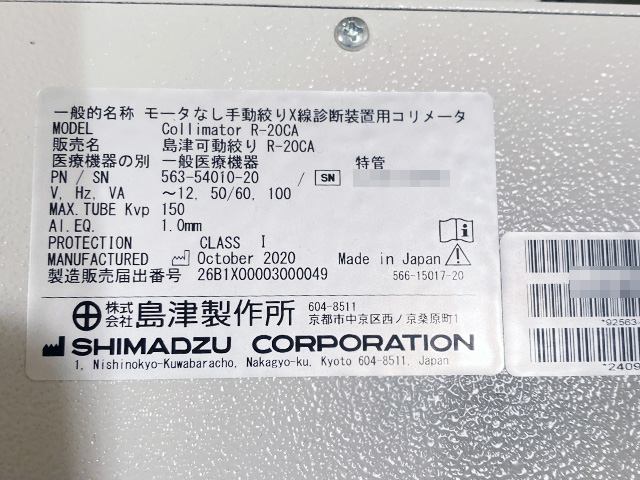 一般的名称 モータなし手動絞りX線診断装置用コリメータ
MODEL Collimator R-20CA
販売名 島津可動絞り R-20CA
医療機器の別 一般医療機器 特管
PN / SN 563-54010-20 / SN
V, Hz, VA ～12, 50/60, 100
MAX.TUBE Kvp 150
Al.EQ. 1.0mm
PROTECTION CLASS I
MANUFACTURED October 2020 Made in Japan
製造販売届出番号 26B1X00003000049 566-15017-20
株式会社 島津製作所 604-8511
京都市中京区西ノ京桑原町1
SHIMADZU CORPORATION
1, Nishinokyo-Kuwabaracho, Nakagyo-ku, Kyoto 604-8511, Japan
*92563-
*2409